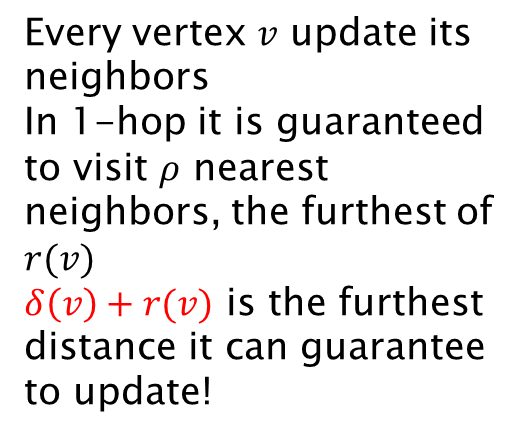 Every vertex 𝑣 update its
neighbors
In 1-hop it is guaranteed
to visit 𝜌 nearest
neighbors, the furthest of
𝑟(𝑣)
𝛿(𝑣) + 𝑟(𝑣) is the furthest
distance it can guarantee
to update!